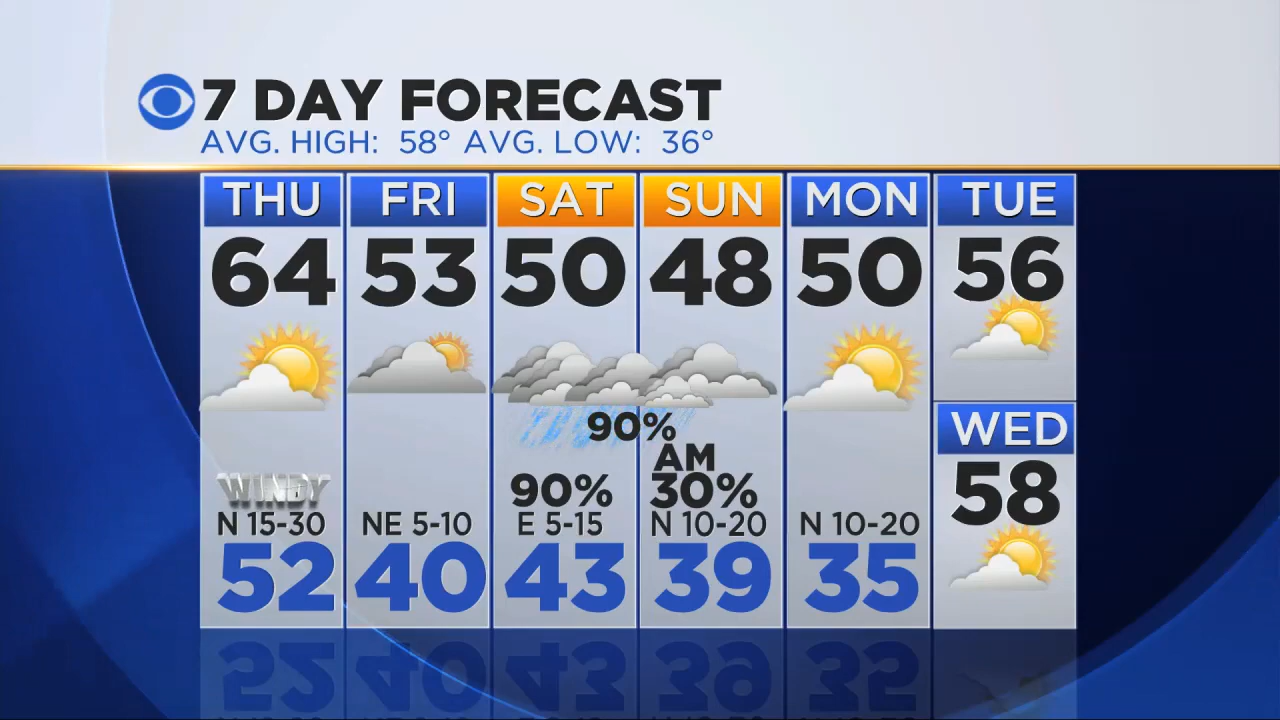 7 DAY FORECAST
AVG. HIGH: 58° AVG. LOW: 36°
THU
64
WINDY
N 15-30
52
FRI
53
NE 5-10
40
SAT
50
90%
90%
E 5-15
43
SUN
48
AM
30%
N 10-20
39
MON
50
N 10-20
35
TUE
56
WED
58